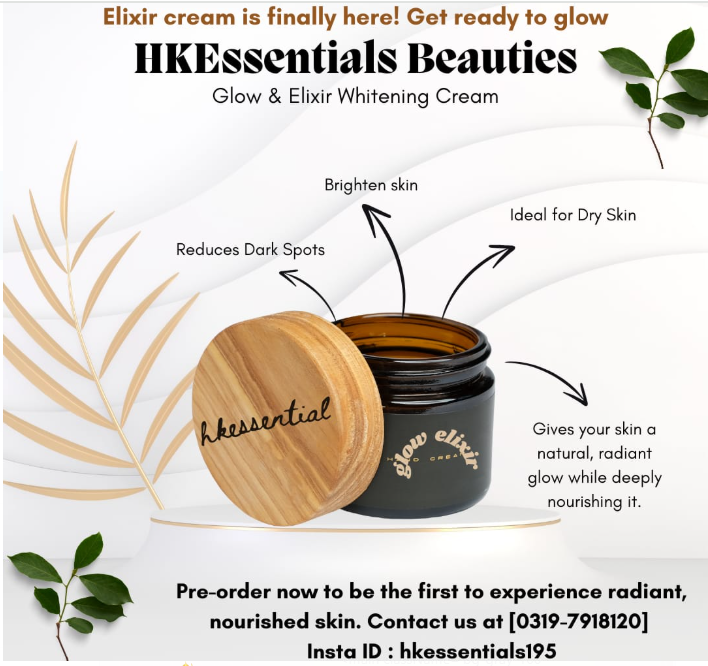 Elixir cream is finally here! Get ready to glow
HKEssentials Beauties
Glow & Elixir Whitening Cream
Brighten skin
Ideal for Dry Skin
Reduces Dark Spots
hkessential
glow elixir
Gives your skin a
natural, radiant
glow while deeply
nourishing it.
Pre-order now to be the first to experience radiant,
nourished skin. Contact us at [0319-7918120]
Insta ID : hkessentials195